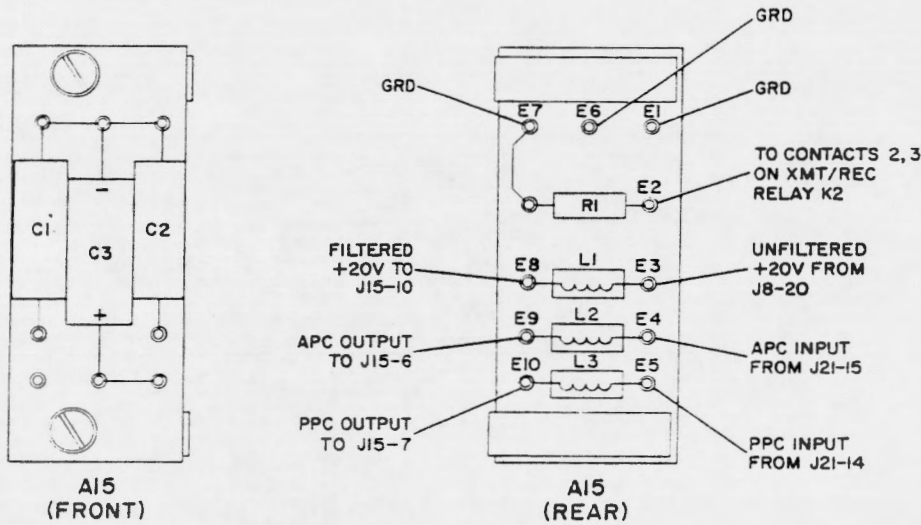 GRD
GRD
GRD
E7
E6
E1
TO CONTACTS 2, 3
ON XMT/REC
RELAY K2
E2
R1
C1
C2
C3
−
+
FILTERED
+20V TO
J15-10
E8
L1
E3
UNFILTERED
+20V FROM
J8-20
APC OUTPUT
TO J15-6
E9
L2
E4
APC INPUT
FROM J21-15
PPC OUTPUT
TO J15-7
E10
L3
E5
PPC INPUT
FROM J21-14
A15
(FRONT)
A15
(REAR)